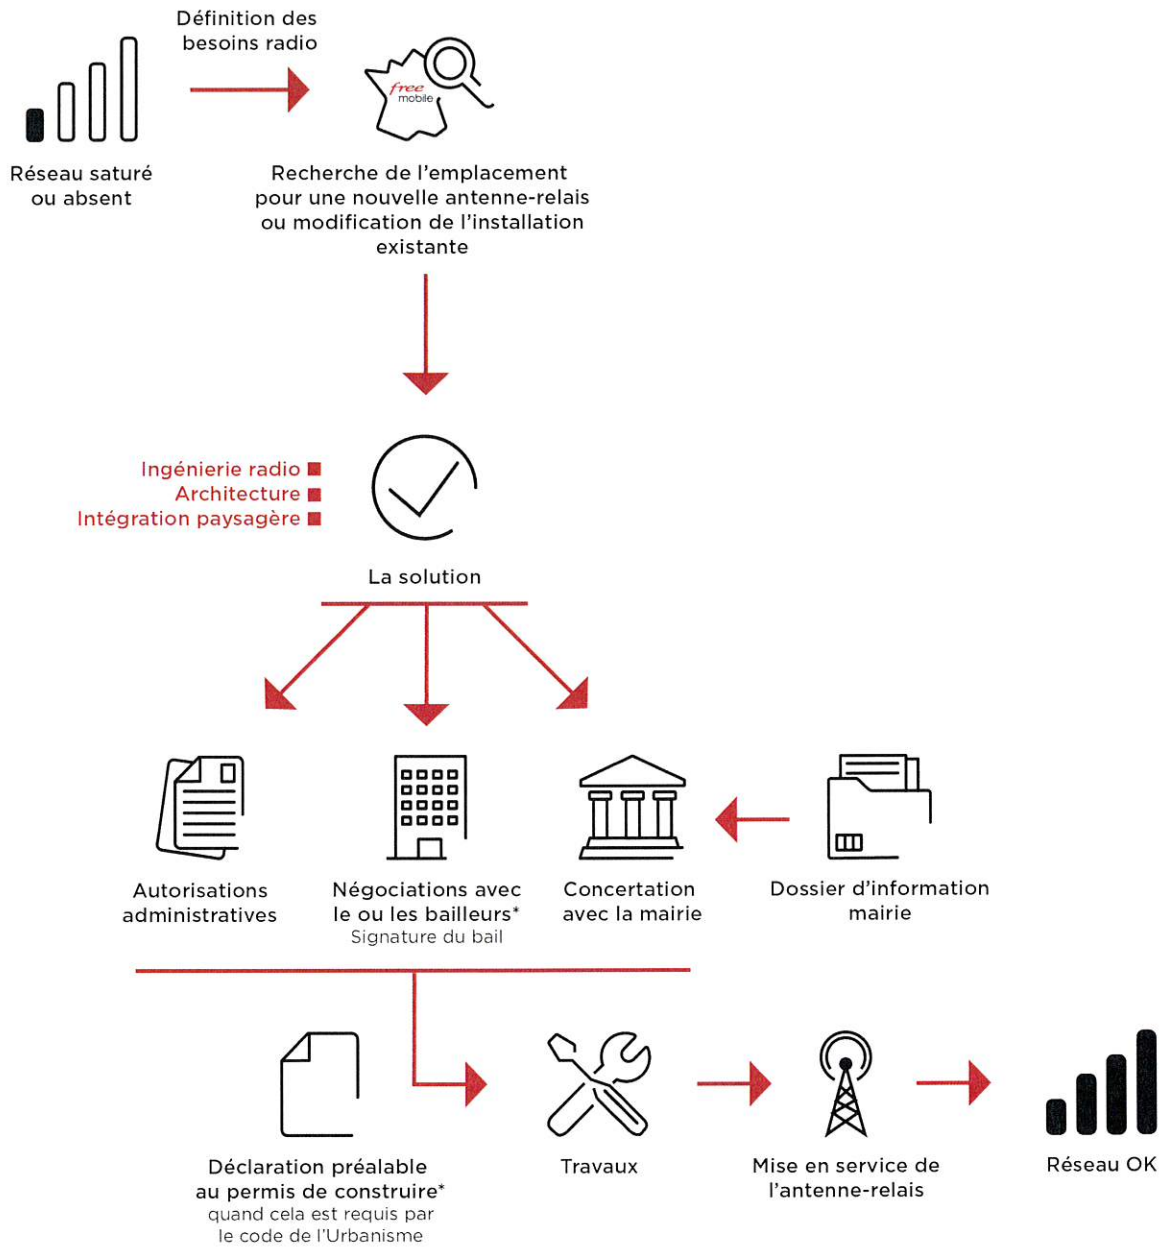 Définition des
besoins radio
free
mobile
Réseau saturé
ou absent
Recherche de l'emplacement
pour une nouvelle antenne-relais
ou modification de l'installation
existante
Ingénierie radio
Architecture
Intégration paysagère
La solution
Autorisations
administratives
Négociations avec
le ou les bailleurs*
Signature du bail
Concertation
avec la mairie
Dossier d'information
mairie
Déclaration préalable
au permis de construire*
quand cela est requis par
le code de l'Urbanisme
Travaux
Mise en service de
l'antenne-relais
Réseau OK